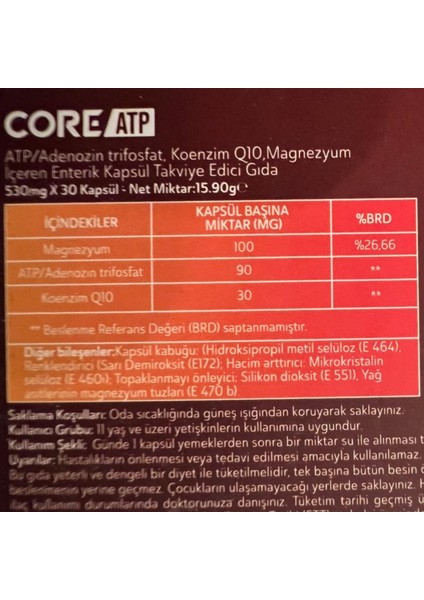 CORE ATP
ATP/Adenozin trifosfat, Koenzim Q10,Magnezyum
İçeren Enterik Kapsül Takviye Edici Gıda
530mg X 30 Kapsül - Net Miktar:15.90g℮
İÇİNDEKİLER KAPSÜL BAŞINA MİKTAR (MG) %BRD
Magnezyum 100 %26,66
ATP/Adenozin trifosfat 90 **
Koenzim Q10 30 **
** Beslenme Referans Değeri (BRD) saptanmamıştır.
Diğer bileşenler:Kapsül kabuğu: (Hidroksipropil metil selüloz (E 464),
Renklendirici (Sarı Demiroksit (E172); Hacim arttırıcı: Mikrokristalin
selüloz (E 460i); Topaklanmayı önleyici: Silikon dioksit (E 551), Yağ
asitlerinin magnezyum tuzları (E 470 b).
Saklama Koşulları: Oda sıcaklığında güneş ışığından koruyarak saklayınız.
Kullanıcı Grubu: 11 yaş ve üzeri yetişkinlerin kullanımına uygundur.
Kullanım Şekli: Günde 1 kapsül yemeklerden sonra bir miktar su ile alınması t
Uyarılar: Hastalıkların önlenmesi veya tedavi edilmesi amacıyla kullanılamaz.
Bu gıda yeterli ve dengeli bir diyet ile tüketilmelidir, tek başına bütün besin ö
beslenmesinin yerine geçmez. Çocukların ulaşamayacağı yerlerde saklayınız. H
ilaç kullanımı durumlarında doktorunuza danışınız. Tüketim tarihi geçmiş ü